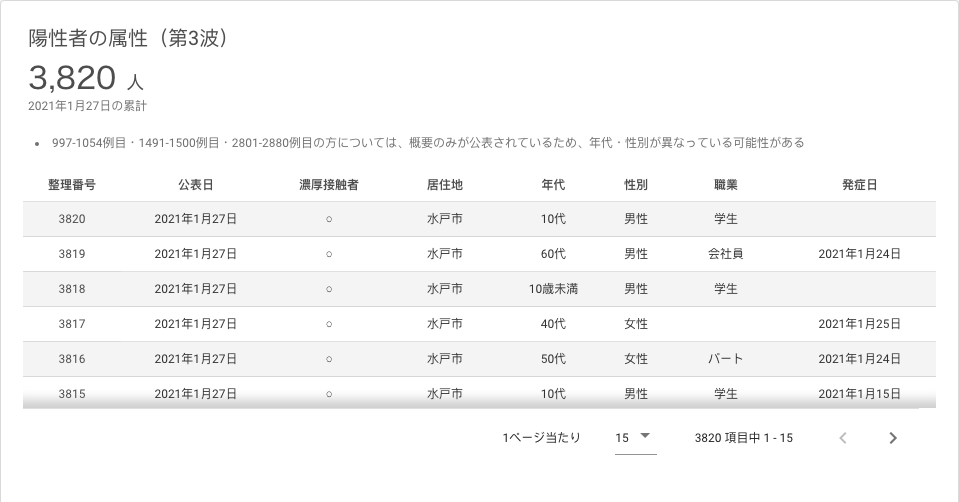 陽性者の属性（第3波）
3,820 人
2021年1月27日の累計
• 997-1054例目・1491-1500例目・2801-2880例目の方については、概要のみが公表されているため、年代・性別が異なっている可能性がある
整理番号 公表日 濃厚接触者 居住地 年代 性別 職業 発症日
3820 2021年1月27日 ○ 水戸市 10代 男性 学生
3819 2021年1月27日 ○ 水戸市 60代 男性 会社員 2021年1月24日
3818 2021年1月27日 ○ 水戸市 10歳未満 男性 学生
3817 2021年1月27日 ○ 水戸市 40代 女性 2021年1月25日
3816 2021年1月27日 ○ 水戸市 50代 女性 パート 2021年1月24日
3815 2021年1月27日 ○ 水戸市 10代 男性 学生 2021年1月15日
1ページ当たり 15 3820 項目中 1 - 15